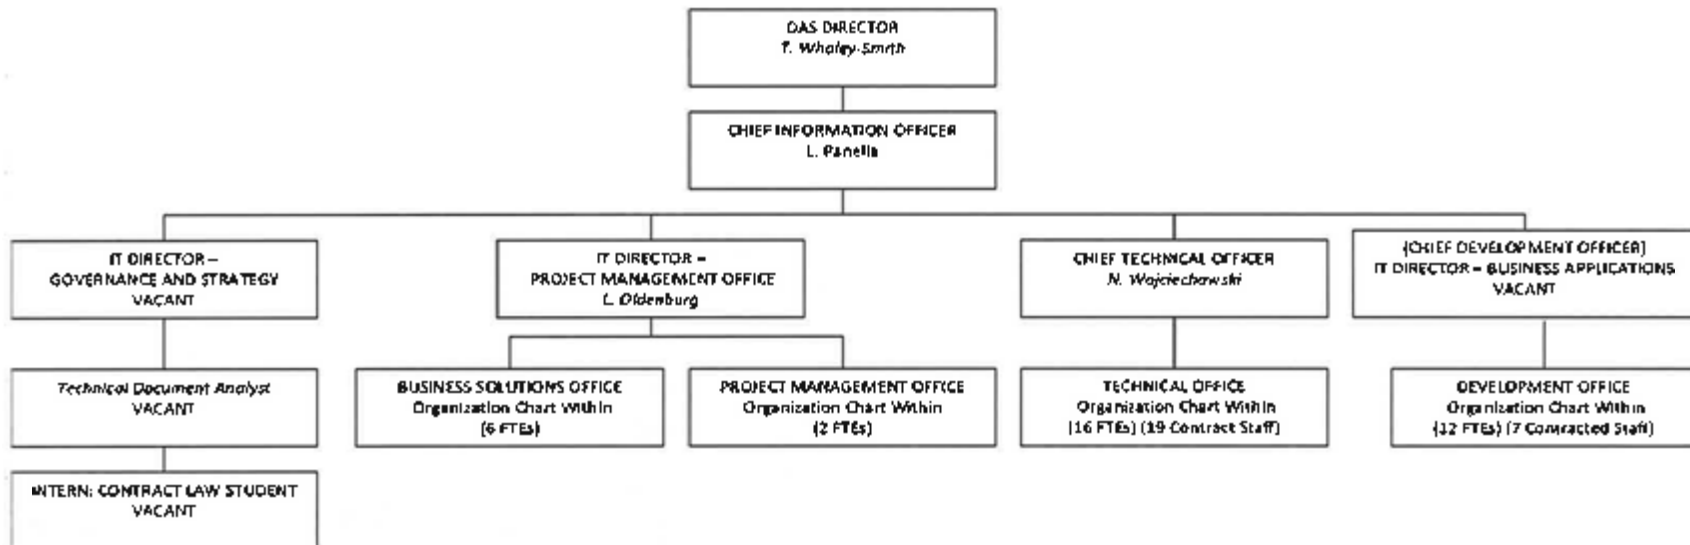 DAS DIRECTOR
T. Whaley-Smith
CHIEF INFORMATION OFFICER
L. Panella
IT DIRECTOR –
GOVERNANCE AND STRATEGY
VACANT
IT DIRECTOR –
PROJECT MANAGEMENT OFFICE
L. Oldenburg
CHIEF TECHNICAL OFFICER
N. Wojciechowski
(CHIEF DEVELOPMENT OFFICER)
IT DIRECTOR – BUSINESS APPLICATIONS
VACANT
Technical Document Analyst
VACANT
BUSINESS SOLUTIONS OFFICE
Organization Chart Within
(6 FTEs)
PROJECT MANAGEMENT OFFICE
Organization Chart Within
(2 FTEs)
TECHNICAL OFFICE
Organization Chart Within
(16 FTEs) (19 Contract Staff)
DEVELOPMENT OFFICE
Organization Chart Within
(12 FTEs) (7 Contracted Staff)
INTERN: CONTRACT LAW STUDENT
VACANT